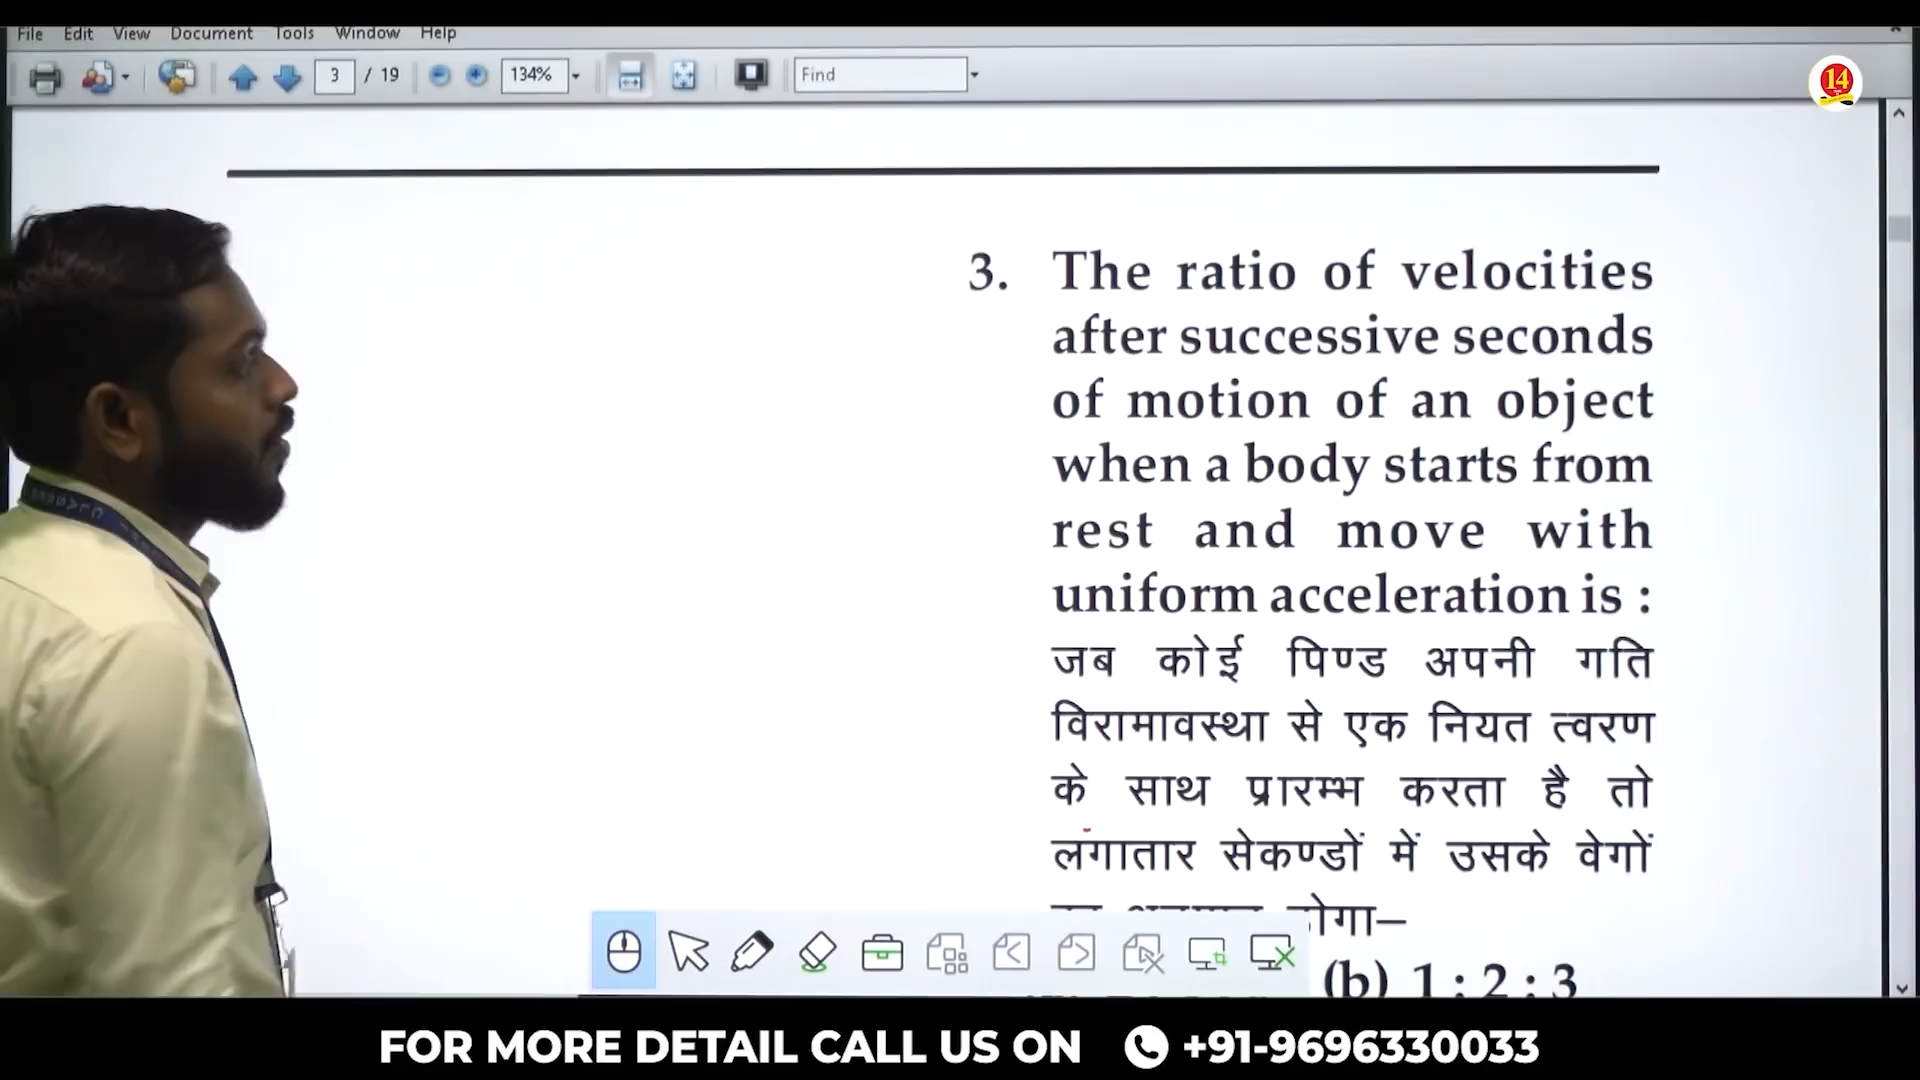 File Edit View Document Tools Window Help
3 / 19 134% Find
14
3. The ratio of velocities
after successive seconds
of motion of an object
when a body starts from
rest and move with
uniform acceleration is :
जब कोई पिण्ड अपनी गति
विरामावस्था से एक नियत त्वरण
के साथ प्रारम्भ करता है तो
लगातार सेकण्डों में उसके वेगों
होगा–
(b) 1 : 2 : 3
FOR MORE DETAIL CALL US ON +91-9696330033